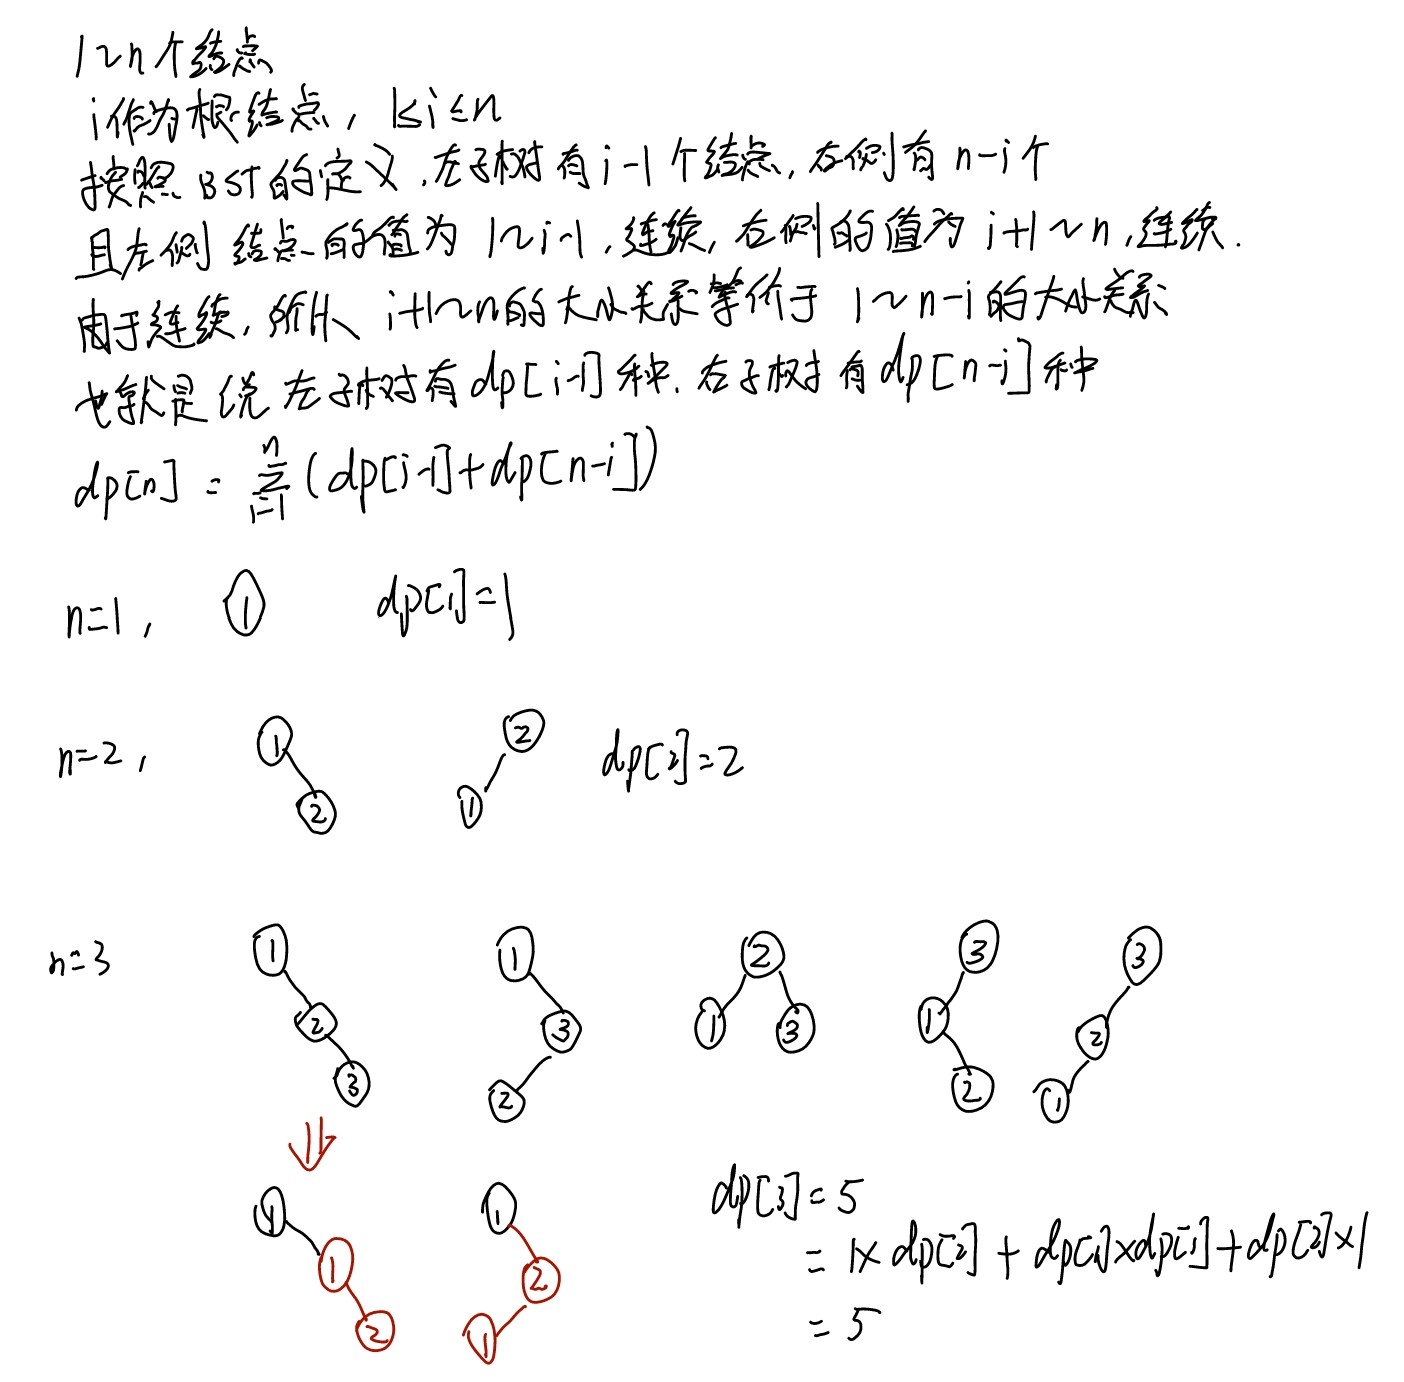 1~n个结点
i作为根结点, 1≤i≤n
按照BST的定义,左子树有i-1个结点,右侧有n-i个
且左侧结点的值为1~i-1,连续,右侧的值为i+1~n,连续.
由于连续,所以 i+1~n的大小关系等价于 1~n-i的大小关系
也就是说左子树有dp[i-1]种.右子树有dp[n-i]种
dp[n] = \sum_{i=1}^{n} (dp[i-1]+dp[n-i])
n=1, 1 dp[1]=1
n=2, 1 2 dp[2]=2
2 1
n=3 1 1 2 3 3
2 3 1 3 1 2
3 2 2 1
1 1 dp[3]=5
1 2 = 1×dp[2] + dp[1]×dp[1]+dp[2]×1
2 1 = 5